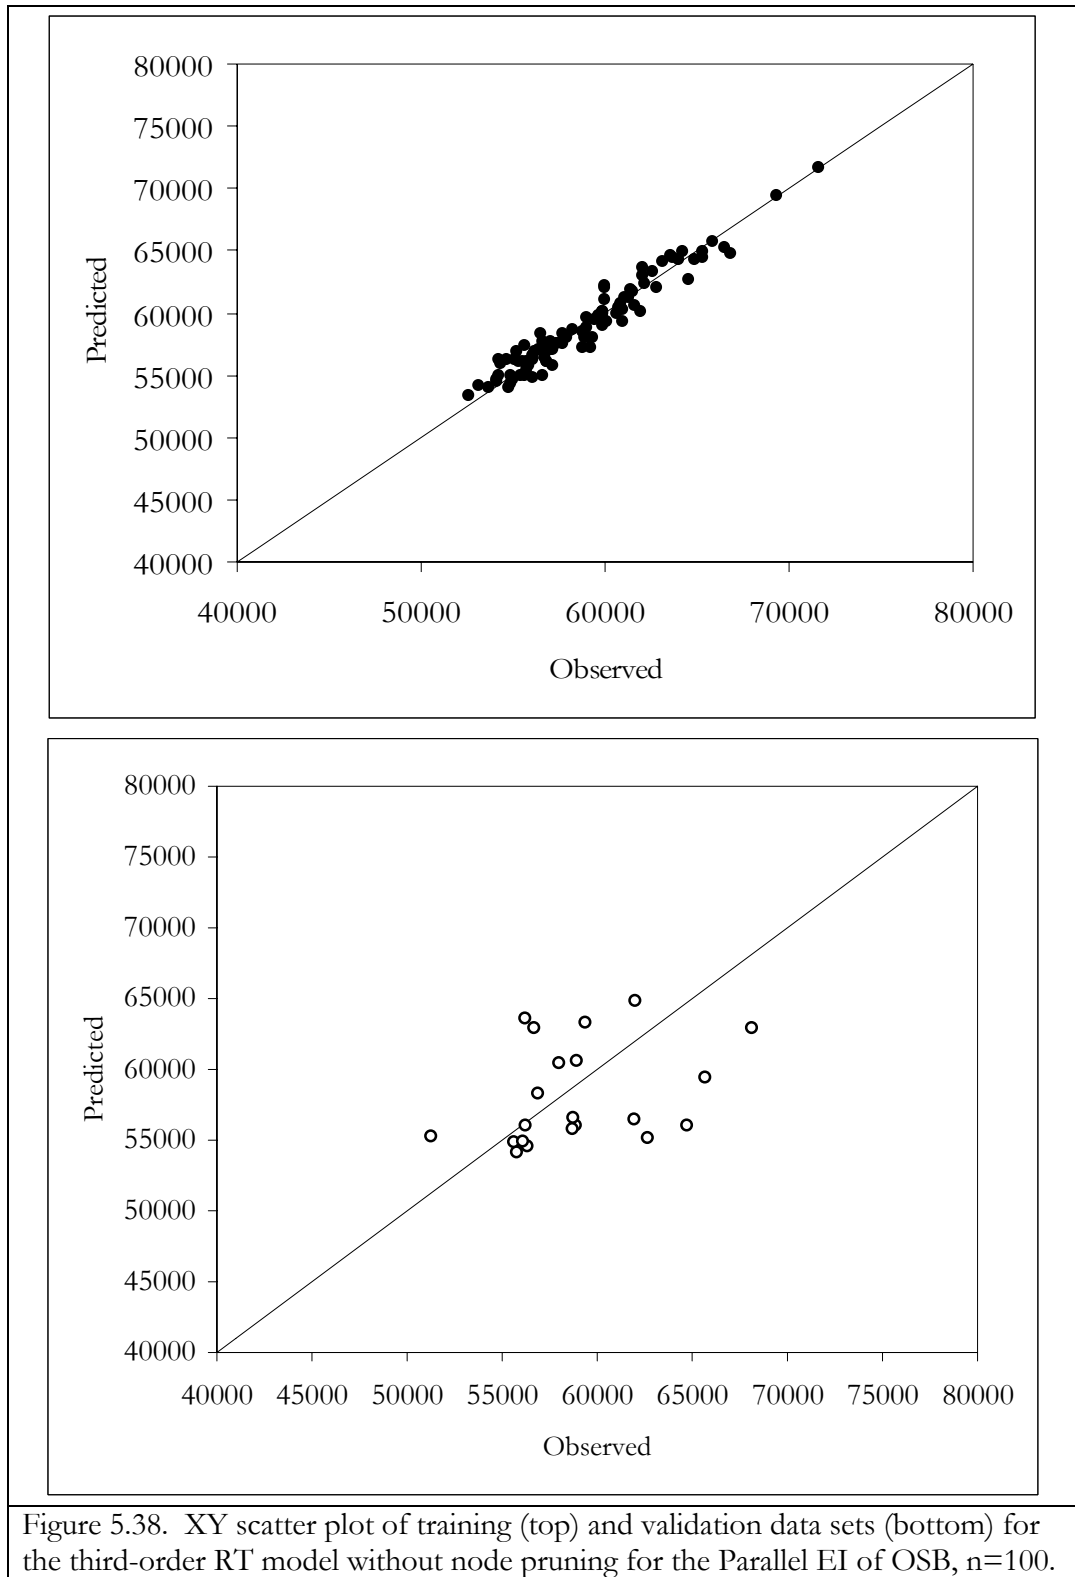 80000
75000
70000
65000
60000
55000
50000
45000
40000
Predicted
40000 50000 60000 70000 80000
Observed
80000
75000
70000
65000
60000
55000
50000
45000
40000
Predicted
40000 45000 50000 55000 60000 65000 70000 75000 80000
Observed
Figure 5.38. XY scatter plot of training (top) and validation data sets (bottom) for
the third-order RT model without node pruning for the Parallel EI of OSB, n=100.